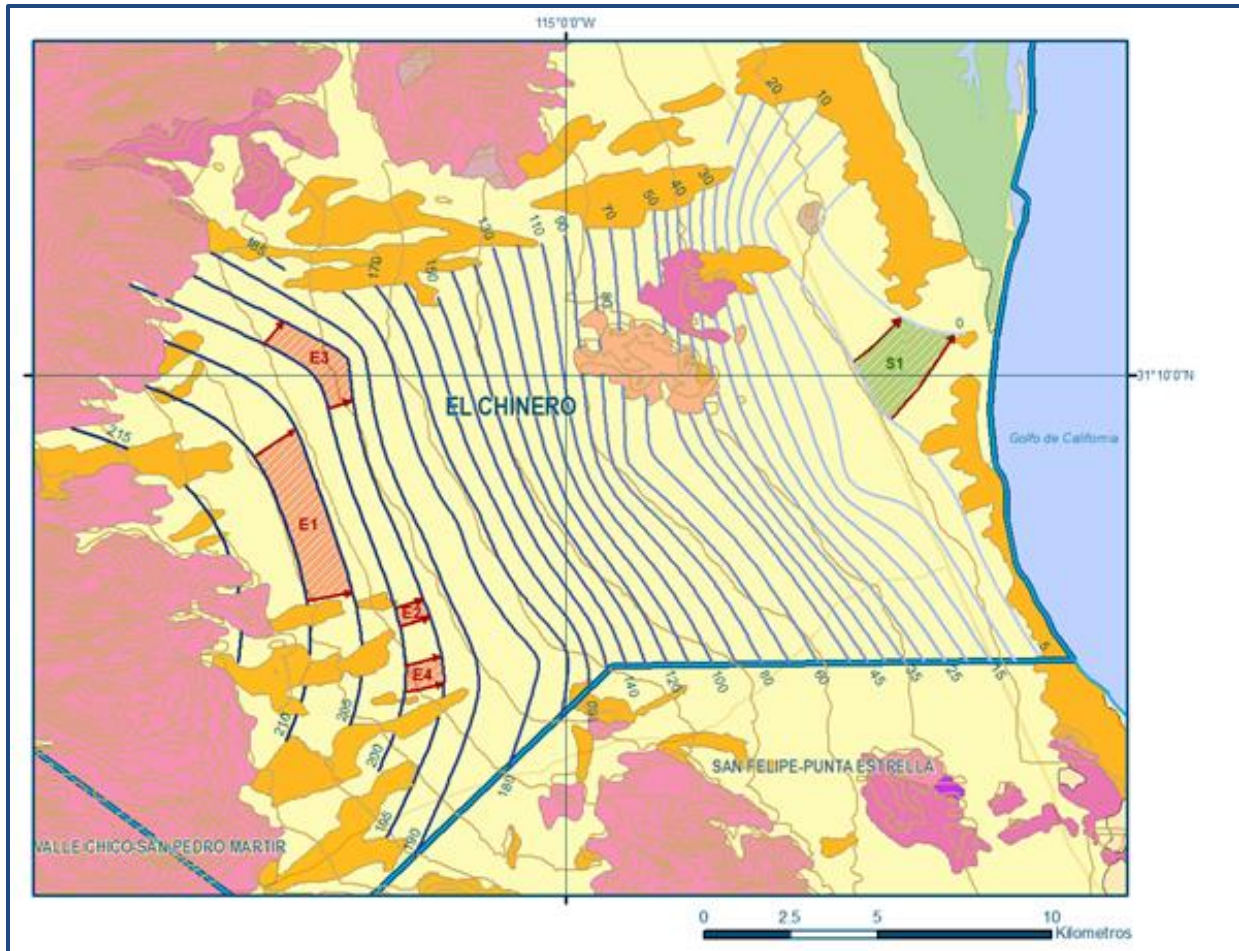 115°0'0"W
20
10
30
40
50
70
90
110
130
150
170
185
80
0
E3
S1
31°10'0"N
EL CHINERO
Golfo de California
215
E1
E2
E4
5
15
25
35
45
60
80
100
120
140
160
180
190
195
200
205
210
SAN FELIPE-PUNTA ESTRELLA
VALLE CHICO-SAN PEDRO MARTIR
0 2.5 5 10
Kilometros